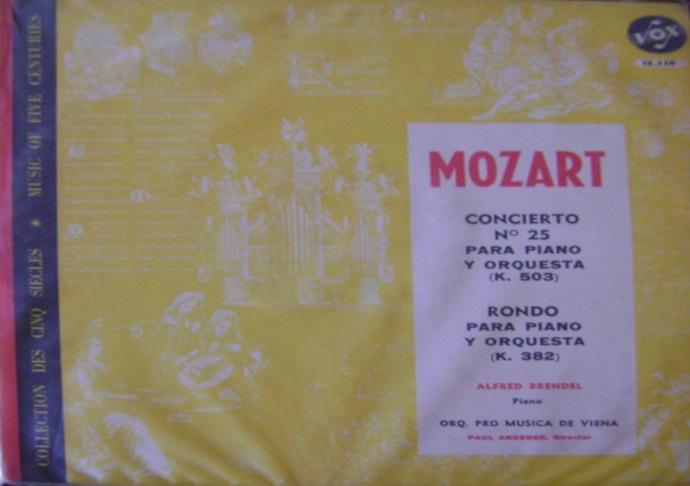 COLLECTION DES CINQ SIECLES * MUSIC OF FIVE CENTURIES
VOX
MOZART
CONCIERTO
Nº 25
PARA PIANO
Y ORQUESTA
(K. 503)
RONDO
PARA PIANO
Y ORQUESTA
(K. 382)
ALFRED BRENDEL
Piano
ORQ. PRO MUSICA DE VIENA
PAUL ANGERER, Director